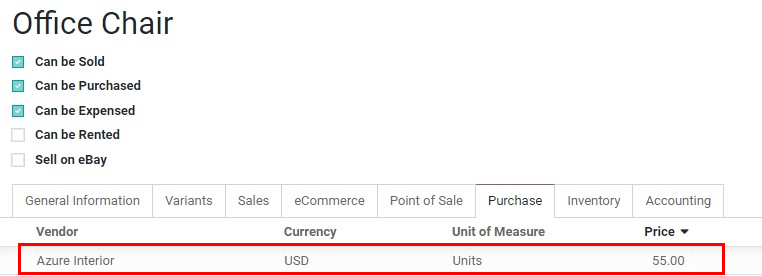 Office Chair
Can be Sold
Can be Purchased
Can be Expensed
Can be Rented
Sell on eBay
General Information Variants Sales eCommerce Point of Sale Purchase Inventory Accounting
Vendor Currency Unit of Measure Price
Azure Interior USD Units 55.00